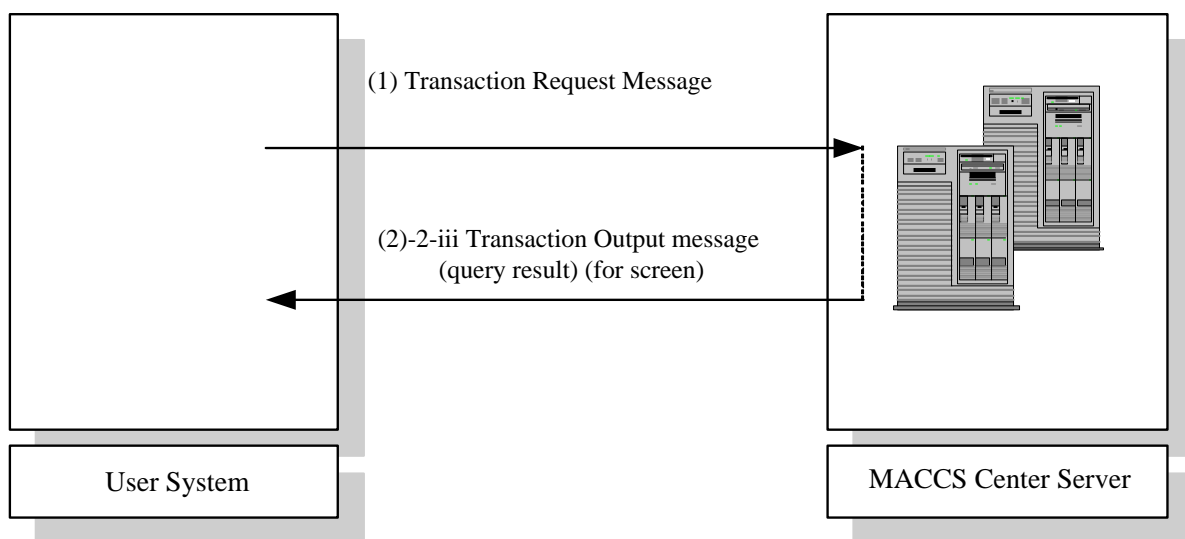 (1) Transaction Request Message
(2)-2-iii Transaction Output message
(query result) (for screen)
User System
MACCS Center Server